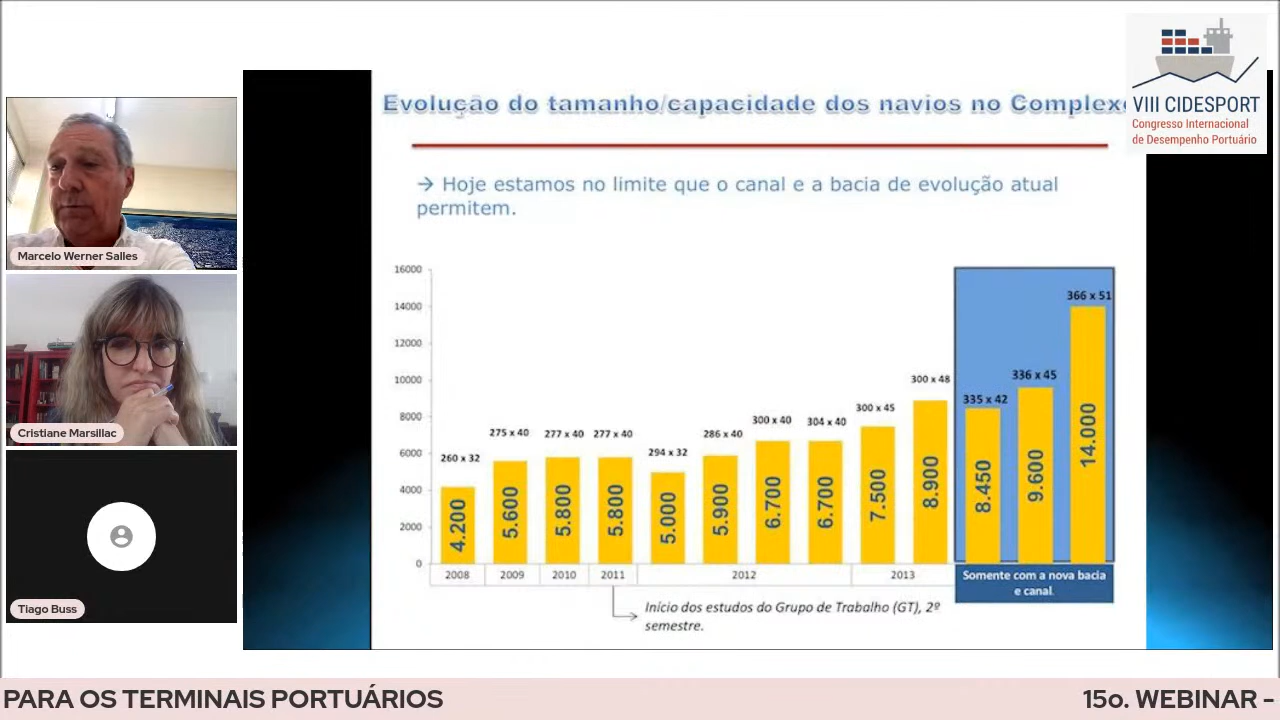 Evolução do tamanho/capacidade dos navios no Complexo
VIII CIDESPORT
Congresso Internacional
de Desempenho Portuário
→ Hoje estamos no limite que o canal e a bacia de evolução atual
permitem.
Marcelo Werner Salles
Cristiane Marsillac
Tiago Buss
16000
14000
12000
10000
8000
6000
4000
2000
0
260 x 32
275 x 40
277 x 40
277 x 40
294 x 32
286 x 40
300 x 40
304 x 40
300 x 45
300 x 48
335 x 42
336 x 45
366 x 51
4.200
5.600
5.800
5.800
5.000
5.900
6.700
6.700
7.500
8.900
8.450
9.600
14.000
2008
2009
2010
2011
2012
2013
Somente com a nova bacia
e canal.
Início dos estudos do Grupo de Trabalho (GT), 2º
semestre.
PARA OS TERMINAIS PORTUÁRIOS
15o. WEBINAR -